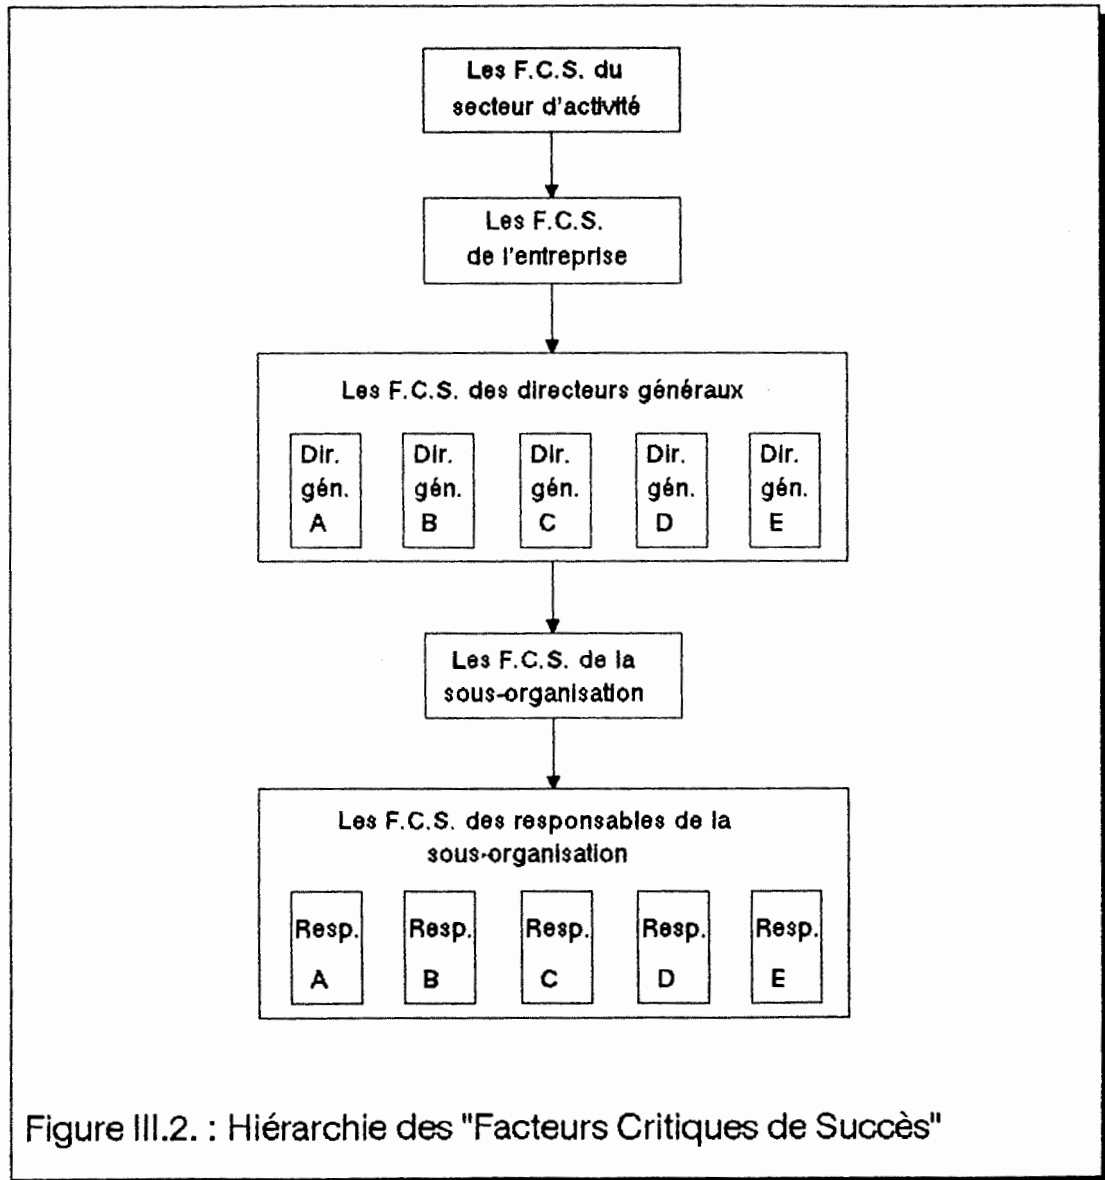 Les F.C.S. du
secteur d'activité
Les F.C.S.
de l'entreprise
Les F.C.S. des directeurs généraux
Dir.
gén.
A
Dir.
gén.
B
Dir.
gén.
C
Dir.
gén.
D
Dir.
gén.
E
Les F.C.S. de la
sous-organisation
Les F.C.S. des responsables de la
sous-organisation
Resp.
A
Resp.
B
Resp.
C
Resp.
D
Resp.
E
Figure III.2. : Hiérarchie des "Facteurs Critiques de Succès"